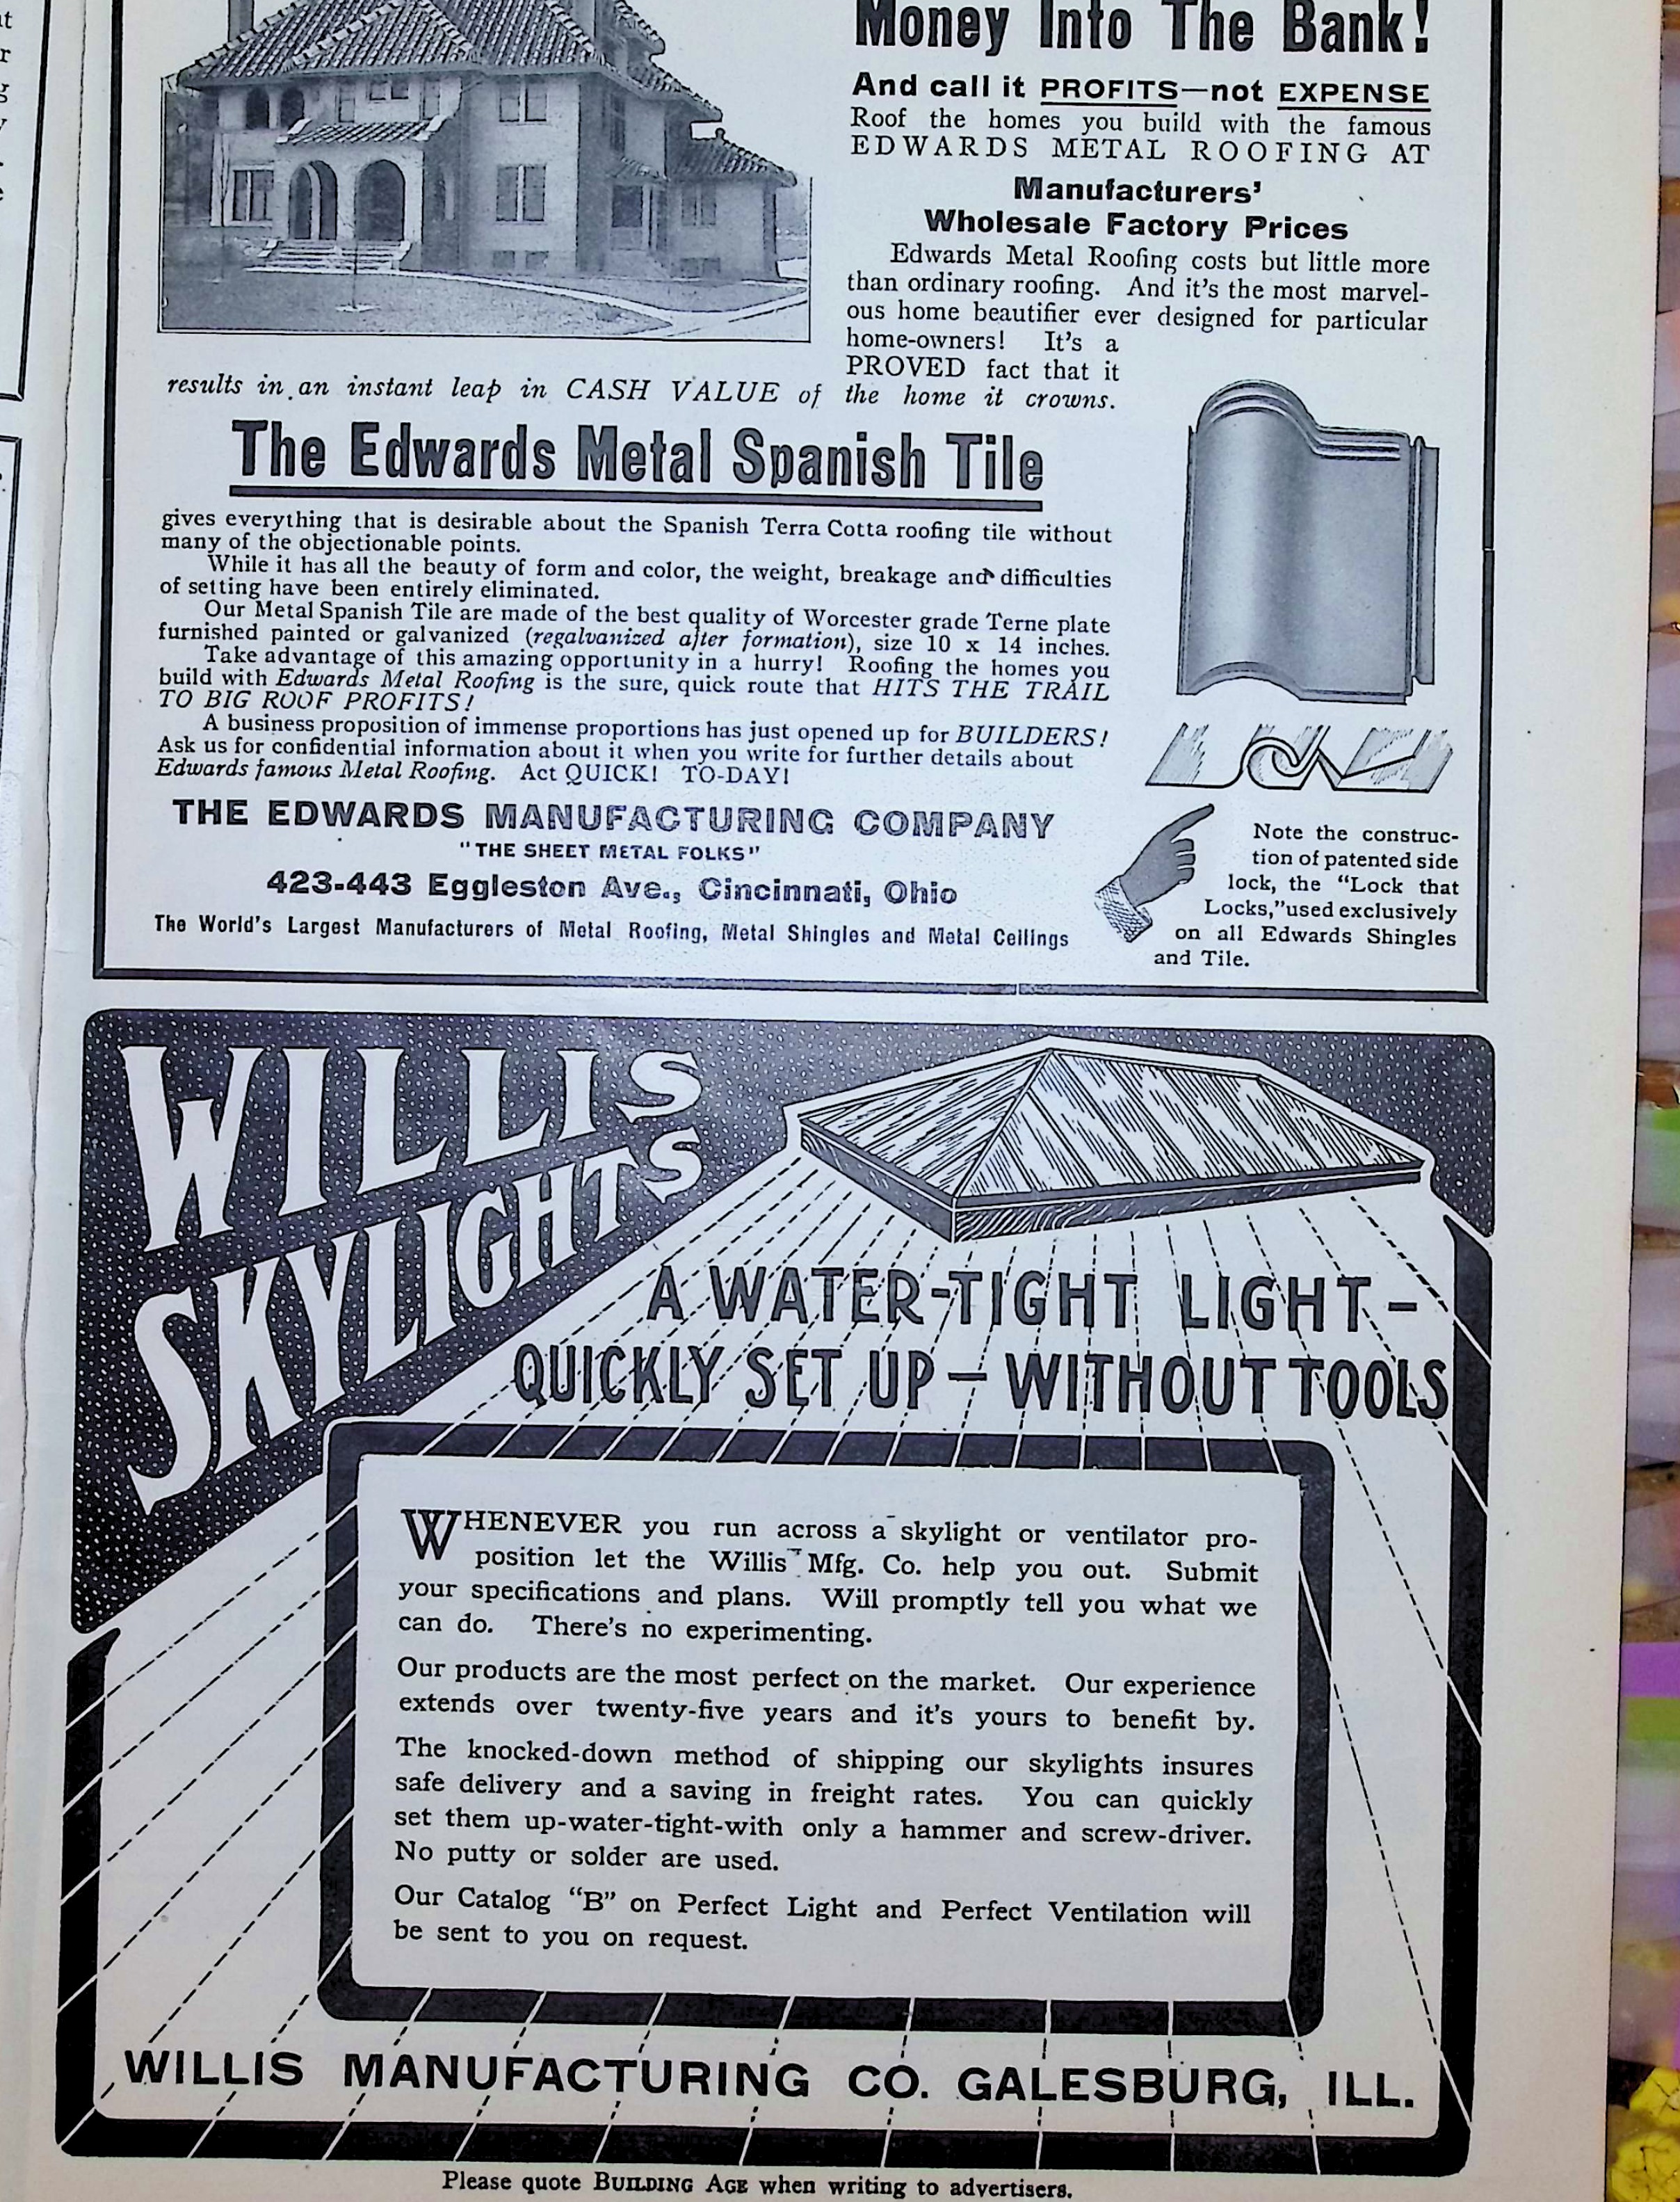 Money Into The Bank!
And call it PROFITS—not EXPENSE
Roof the homes you build with the famous
EDWARDS METAL ROOFING AT
Manufacturers'
Wholesale Factory Prices
Edwards Metal Roofing costs but little more
than ordinary roofing. And it's the most marvel-
ous home beautifier ever designed for particular
home-owners! It's a
PROVED fact that it
results in an instant leap in CASH VALUE of the home it crowns.
The Edwards Metal Spanish Tile
gives everything that is desirable about the Spanish Terra Cotta roofing tile without
many of the objectionable points.
While it has all the beauty of form and color, the weight, breakage and difficulties
of setting have been entirely eliminated.
Our Metal Spanish Tile are made of the best quality of Worcester grade Terne plate
furnished painted or galvanized (regalvanized after formation), size 10 x 14 inches.
Take advantage of this amazing opportunity in a hurry! Roofing the homes you
build with Edwards Metal Roofing is the sure, quick route that HITS THE TRAIL
TO BIG ROOF PROFITS!
A business proposition of immense proportions has just opened up for BUILDERS!
Ask us for confidential information about it when you write for further details about
Edwards famous Metal Roofing. Act QUICK! TO-DAY!
THE EDWARDS MANUFACTURING COMPANY
"THE SHEET METAL FOLKS"
423-443 Eggleston Ave., Cincinnati, Ohio
The World's Largest Manufacturers of Metal Roofing, Metal Shingles and Metal Ceilings
Note the construc-
tion of patented side
lock, the "Lock that
Locks," used exclusively
on all Edwards Shingles
and Tile.
WILLIS
SKYLIGHTS
A WATER-TIGHT LIGHT—
QUICKLY SET UP—WITHOUT TOOLS
WHENEVER you run across a skylight or ventilator pro-
position let the Willis Mfg. Co. help you out. Submit
your specifications and plans. Will promptly tell you what we
can do. There's no experimenting.
Our products are the most perfect on the market. Our experience
extends over twenty-five years and it's yours to benefit by.
The knocked-down method of shipping our skylights insures
safe delivery and a saving in freight rates. You can quickly
set them up-water-tight-with only a hammer and screw-driver.
No putty or solder are used.
Our Catalog "B" on Perfect Light and Perfect Ventilation will
be sent to you on request.
WILLIS MANUFACTURING CO. GALESBURG, ILL.
Please quote BUILDING AGE when writing to advertisers.